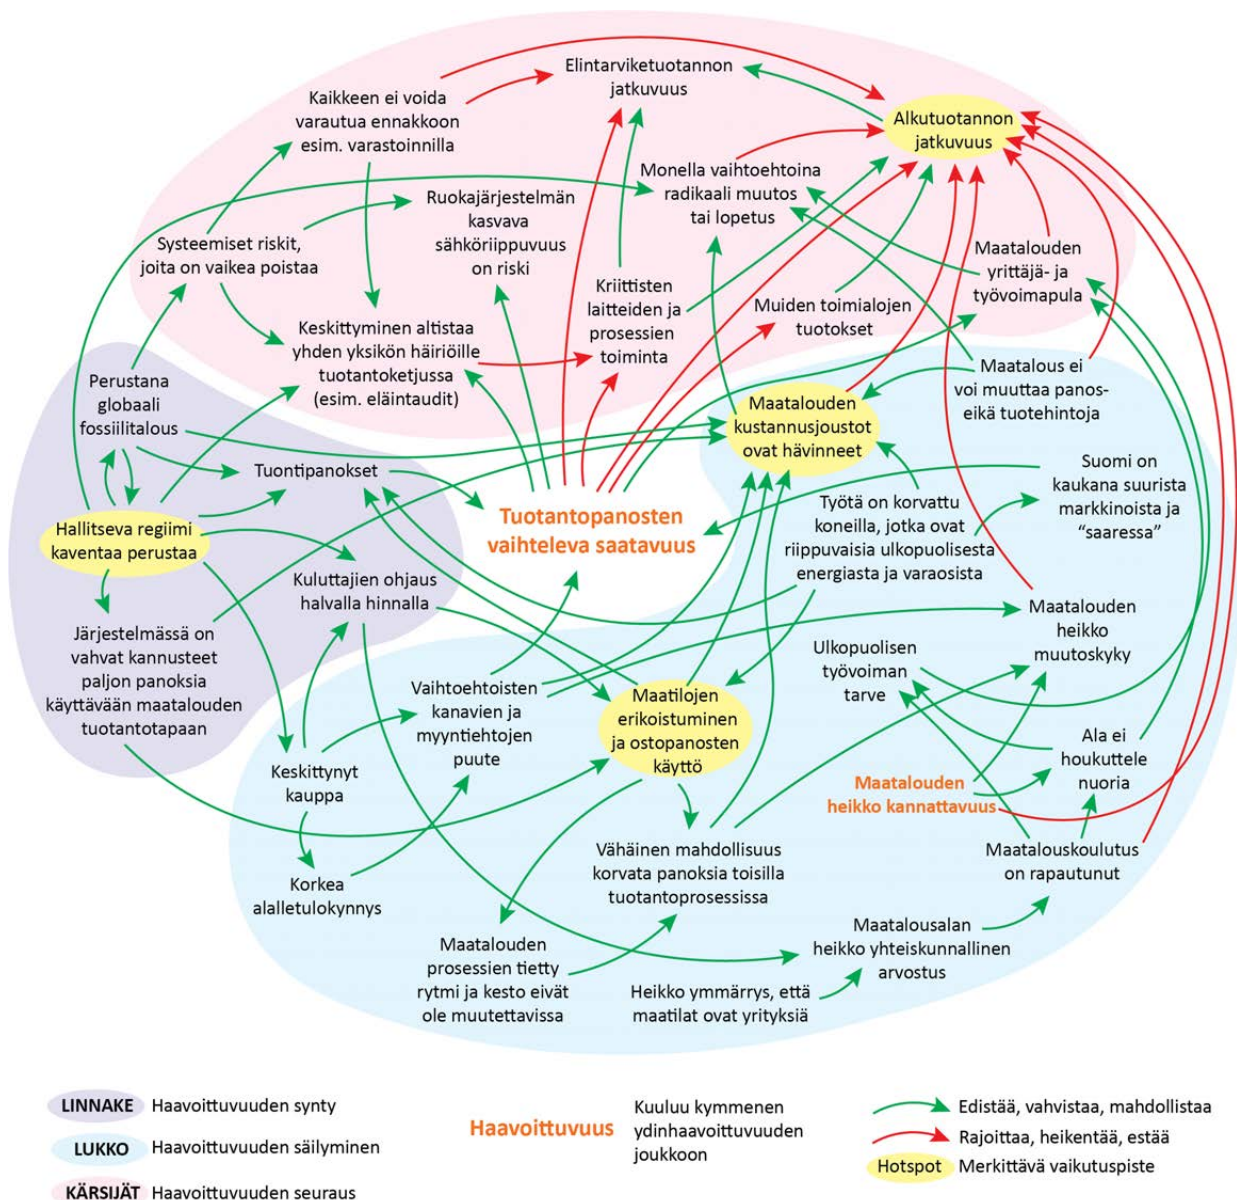 Elintarviketuotannon
jatkuvuus
Kaikkeen ei voida
varautua ennakkoon
esim. varastoinnilla
Alkutuotannon
jatkuvuus
Monella vaihtoehtoina
radikaali muutos
tai lopetus
Ruokajärjestelmän
kasvava
sähköriippuvuus
on riski
Systeemiset riskit,
joita on vaikea poistaa
Maatalouden
yrittäjä- ja
työvoimapula
Kriittisten
laitteiden ja
prosessien
toiminta
Muiden toimialojen
tuotokset
Keskittyminen altistaa
yhden yksikön häiriöille
tuotantoketjussa
(esim. eläintaudit)
Maatalous ei
voi muuttaa panos-
eikä tuotehintoja
Perustana
globaali
fossiilitalous
Maatalouden
kustannusjoustot
ovat hävinneet
Tuontipanokset
Suomi on
kaukana suurista
markkinoista ja
“saaressa”
Työtä on korvattu
koneilla, jotka ovat
riippuvaisia ulkopuolisesta
energiasta ja varaosista
Tuotantopanosten
vaihteleva saatavuus
Hallitseva regiimi
kaventaa perustaa
Kuluttajien ohjaus
halvalla hinnalla
Maatalouden
heikko
muutoskyky
Järjestelmässä on
vahvat kannusteet
paljon panoksia
käyttävään maatalouden
tuotantotapaan
Ulkopuolisen
työvoiman
tarve
Vaihtoehtoisten
kanavien ja
myyntiehtojen
puute
Maatilojen
erikoistuminen
ja ostopanosten
käyttö
Ala ei
houkuttele
nuoria
Keskittynyt
kauppa
Maatalouden
heikko kannattavuus
Vähäinen mahdollisuus
korvata panoksia toisilla
tuotantoprosessissa
Maatalouskoulutus
on rapautunut
Korkea
alalletulokynnys
Maatalousalan
heikko yhteiskunnallinen
arvostus
Maatalouden
prosessien tietty
rytmi ja kesto eivät
ole muutettavissa
Heikko ymmärrys, että
maatilat ovat yrityksiä
LINNAKE Haavoittuvuuden synty
LUKKO Haavoittuvuuden säilyminen
KÄRSIJÄT Haavoittuvuuden seuraus
Haavoittuvuus
Kuuluu kymmenen
ydinhaavoittuvuuden
joukkoon
Edistää, vahvistaa, mahdollistaa
Rajoittaa, heikentää, estää
Hotspot Merkittävä vaikutuspiste